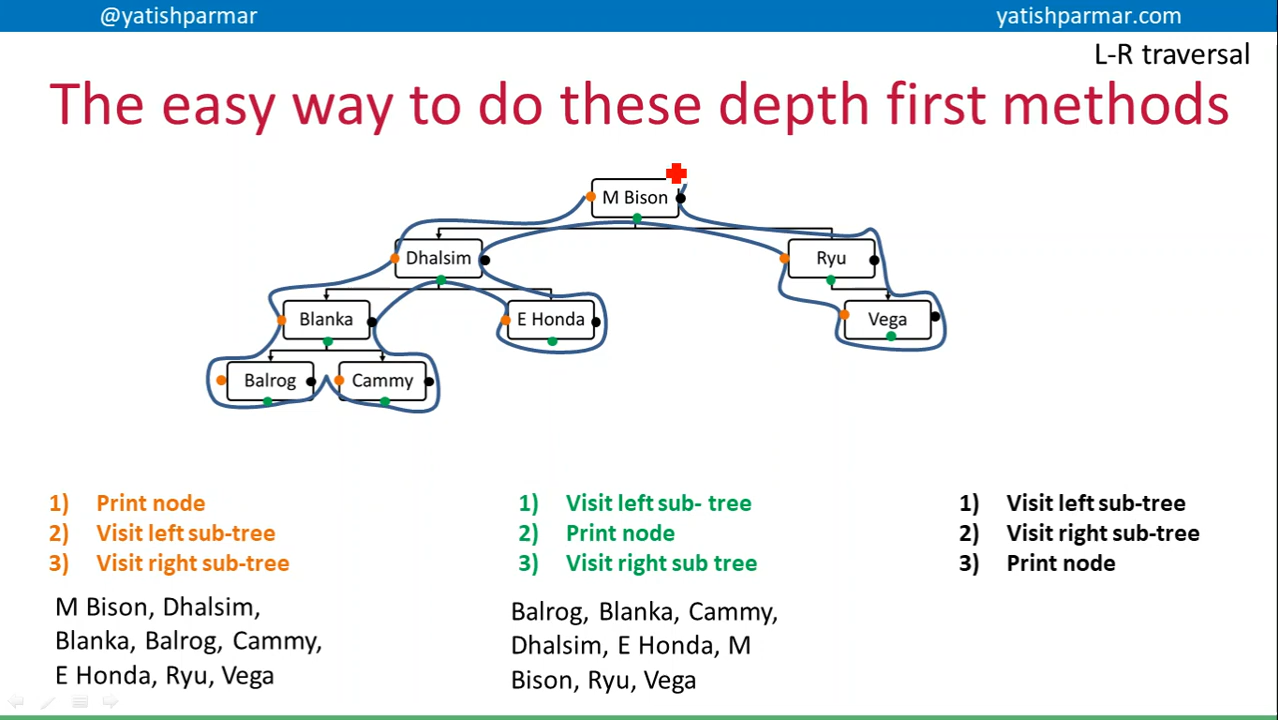 @yatishparmar
yatishparmar.com
L-R traversal
The easy way to do these depth first methods
M Bison
Dhalsim
Ryu
Blanka
E Honda
Vega
Balrog
Cammy
1) Print node
2) Visit left sub-tree
3) Visit right sub-tree
M Bison, Dhalsim,
Blanka, Balrog, Cammy,
E Honda, Ryu, Vega
1) Visit left sub- tree
2) Print node
3) Visit right sub tree
Balrog, Blanka, Cammy,
Dhalsim, E Honda, M
Bison, Ryu, Vega
1) Visit left sub-tree
2) Visit right sub-tree
3) Print node